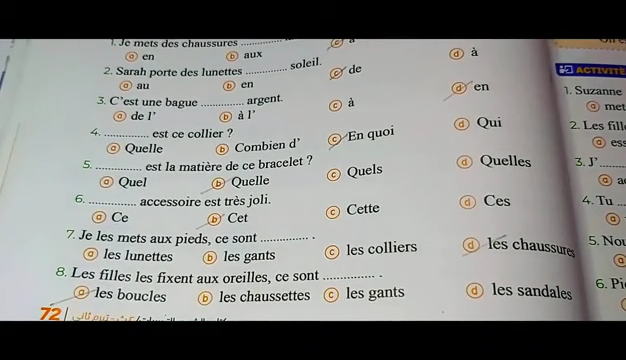 1. Je mets des chaussures ..............
ⓐ en ⓑ aux ⓒ a ⓓ à
2. Sarah porte des lunettes .............. soleil.
ⓐ au ⓑ en ⓒ de ⓓ en
3. C'est une bague .............. argent.
ⓐ de l' ⓑ à l' ⓒ à
4. .............. est ce collier ?
ⓐ Quelle ⓑ Combien d' ⓒ En quoi ⓓ Qui
5. .............. est la matière de ce bracelet ?
ⓐ Quel ⓑ Quelle ⓒ Quels ⓓ Quelles
6. .............. accessoire est très joli.
ⓐ Ce ⓑ Cet ⓒ Cette ⓓ Ces
7. Je les mets aux pieds, ce sont .............. .
ⓐ les lunettes ⓑ les gants ⓒ les colliers ⓓ les chaussures
8. Les filles les fixent aux oreilles, ce sont .............. .
ⓐ les boucles ⓑ les chaussettes ⓒ les gants ⓓ les sandales
72
ACTIVITÉ
1. Suzanne
ⓐ met
2. Les fill
ⓐ es
3. J'
ⓐ a
4. Tu
ⓐ
5. Nou
ⓐ
6. Pi